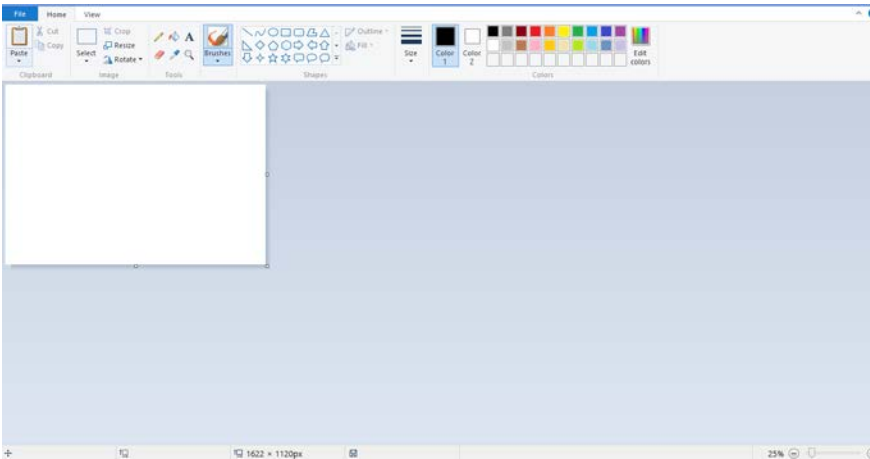 File Home View
Cut
Copy
Paste
Clipboard
Select
Crop
Resize
Rotate
Image
A
Tools
Brushes
Outline
Fill
Shapes
Size
Color 1
Color 2
Edit colors
Colors
1622 × 1120px
25%